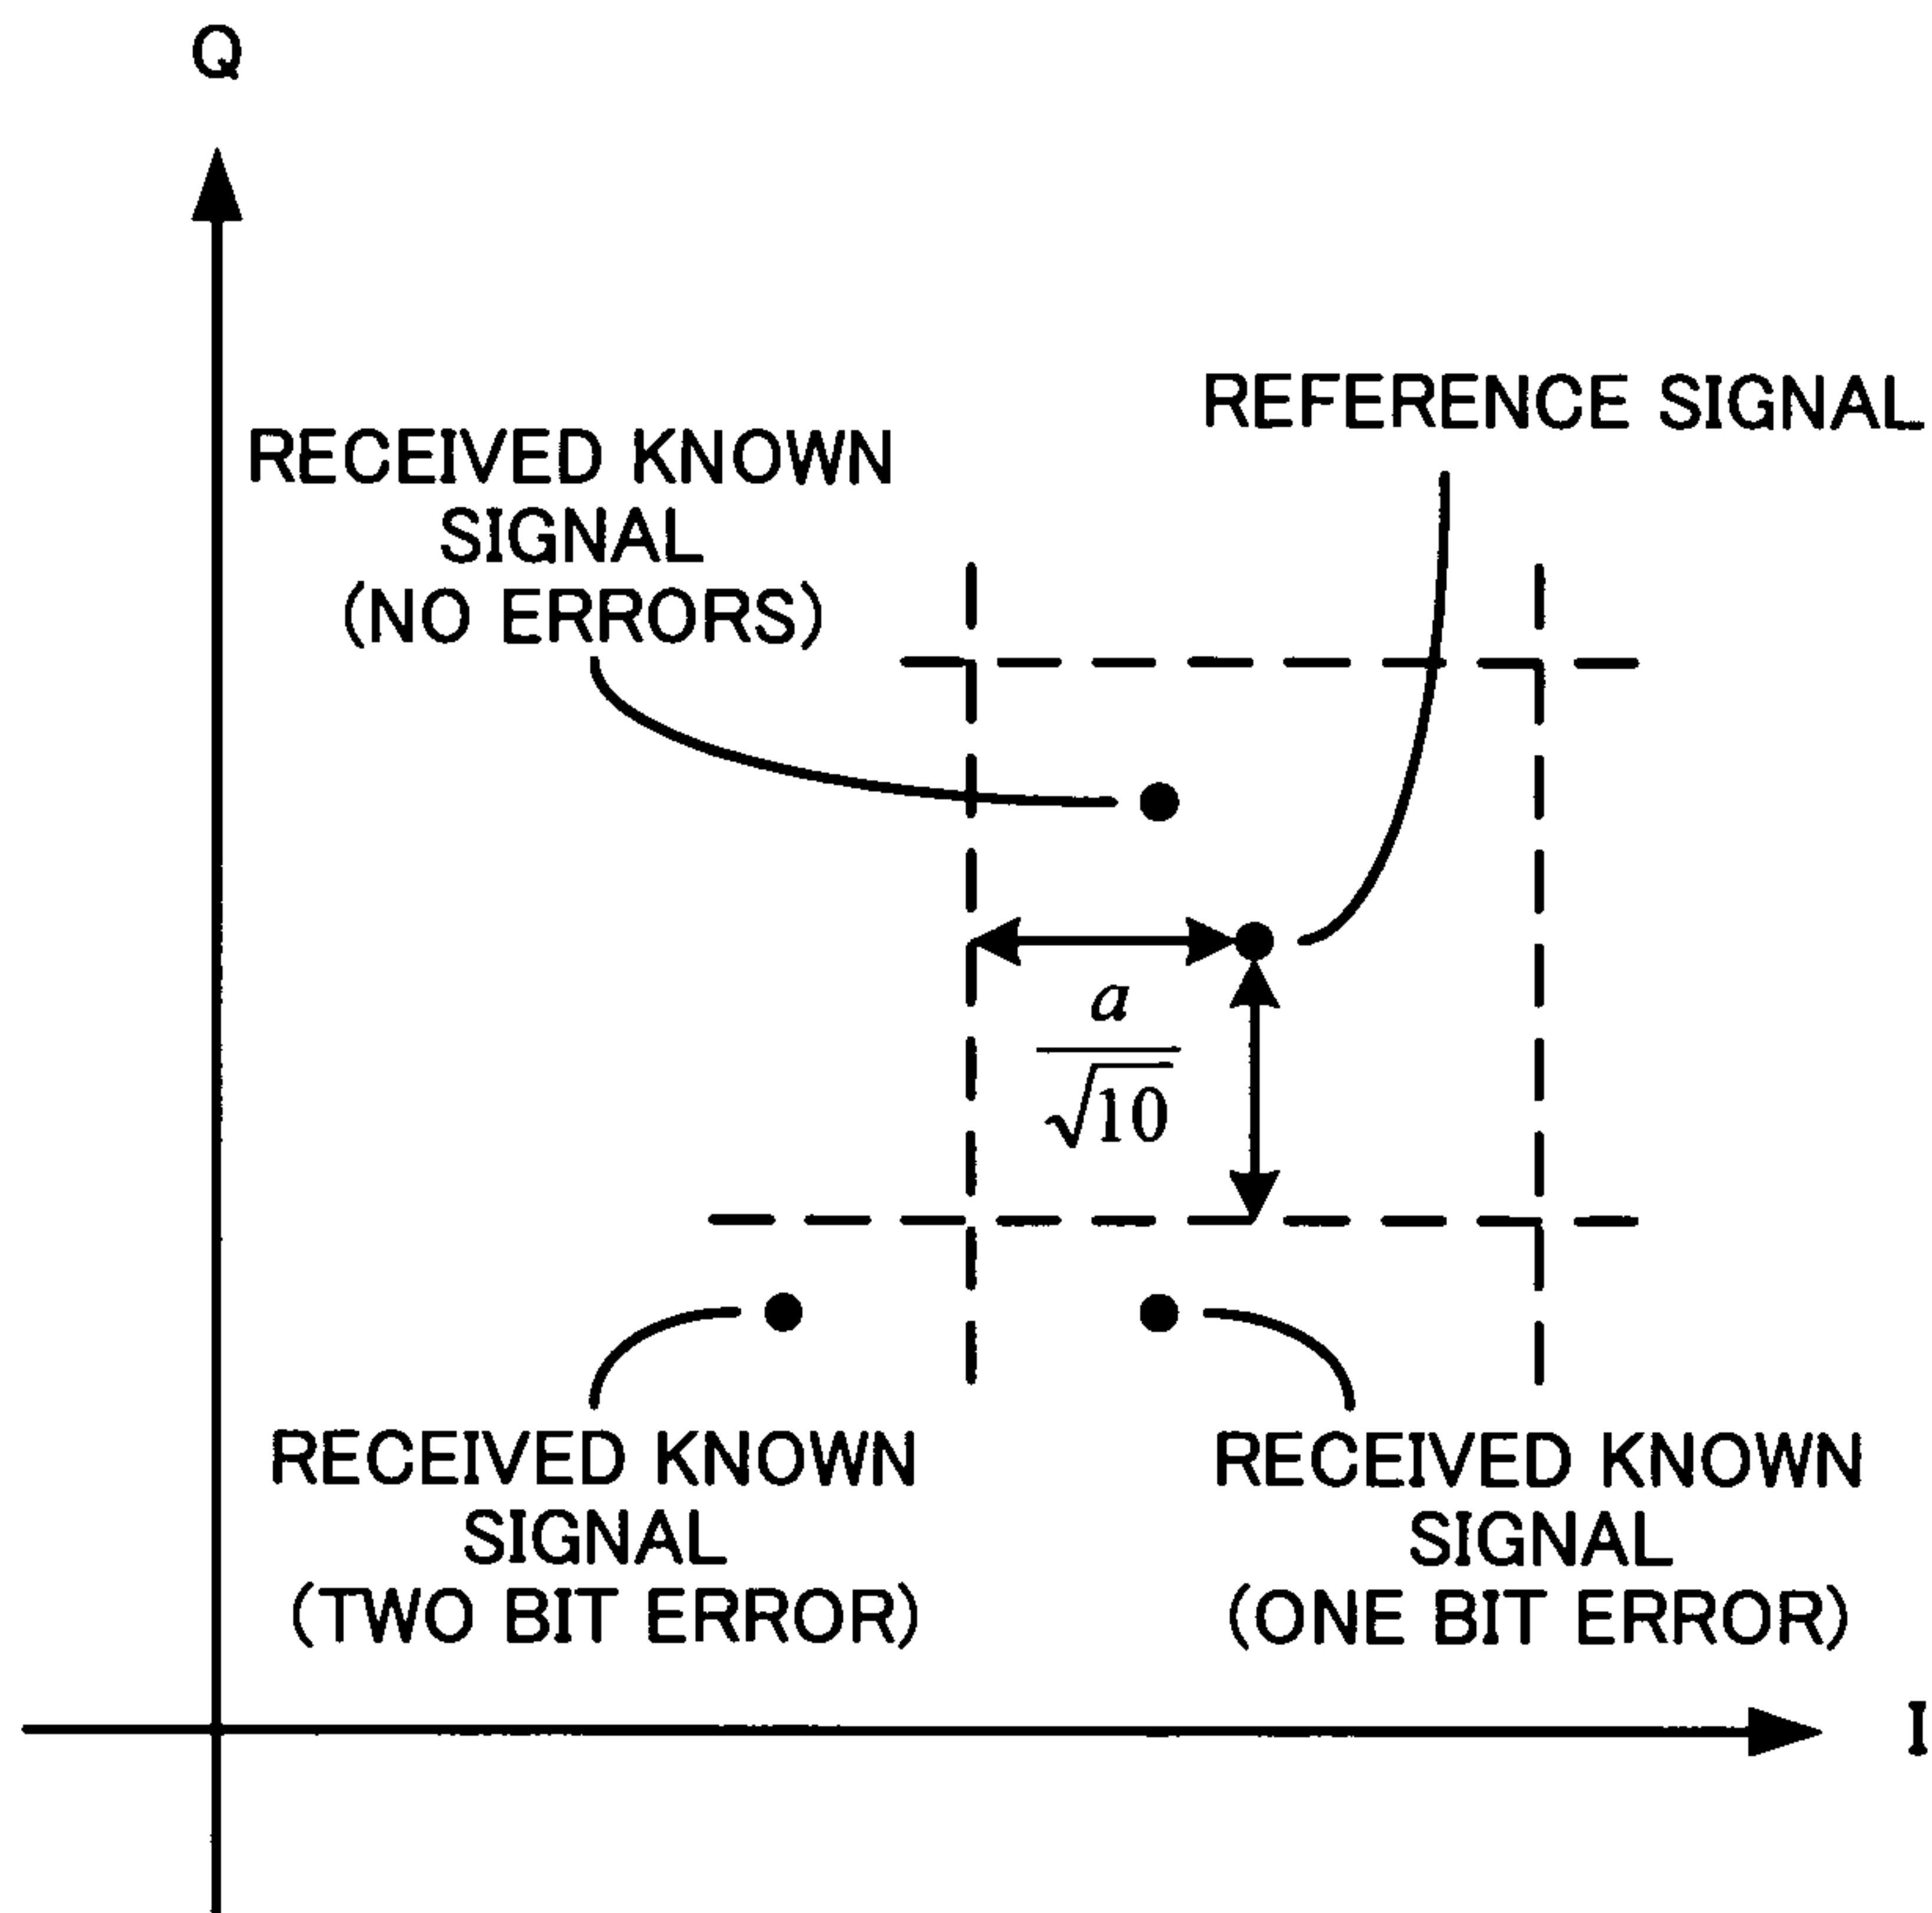 Q
REFERENCE SIGNAL
RECEIVED KNOWN
SIGNAL
(NO ERRORS)
a
√10
RECEIVED KNOWN
SIGNAL
(TWO BIT ERROR)
RECEIVED KNOWN
SIGNAL
(ONE BIT ERROR)
I